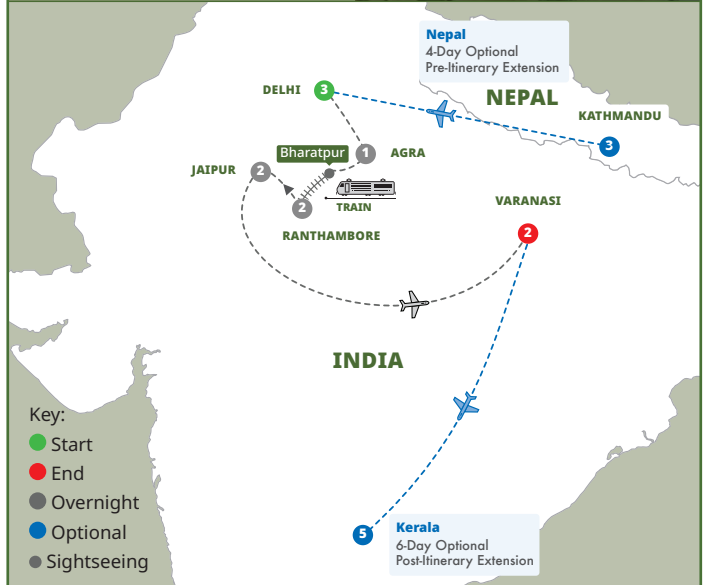 Nepal
4-Day Optional
Pre-Itinerary Extension
DELHI
3
NEPAL
KATHMANDU
3
Bharatpur
1
AGRA
JAIPUR
2
2
TRAIN
RANTHAMBORE
VARANASI
2
INDIA
Key:
Start
End
Overnight
Optional
Sightseeing
5
Kerala
6-Day Optional
Post-Itinerary Extension